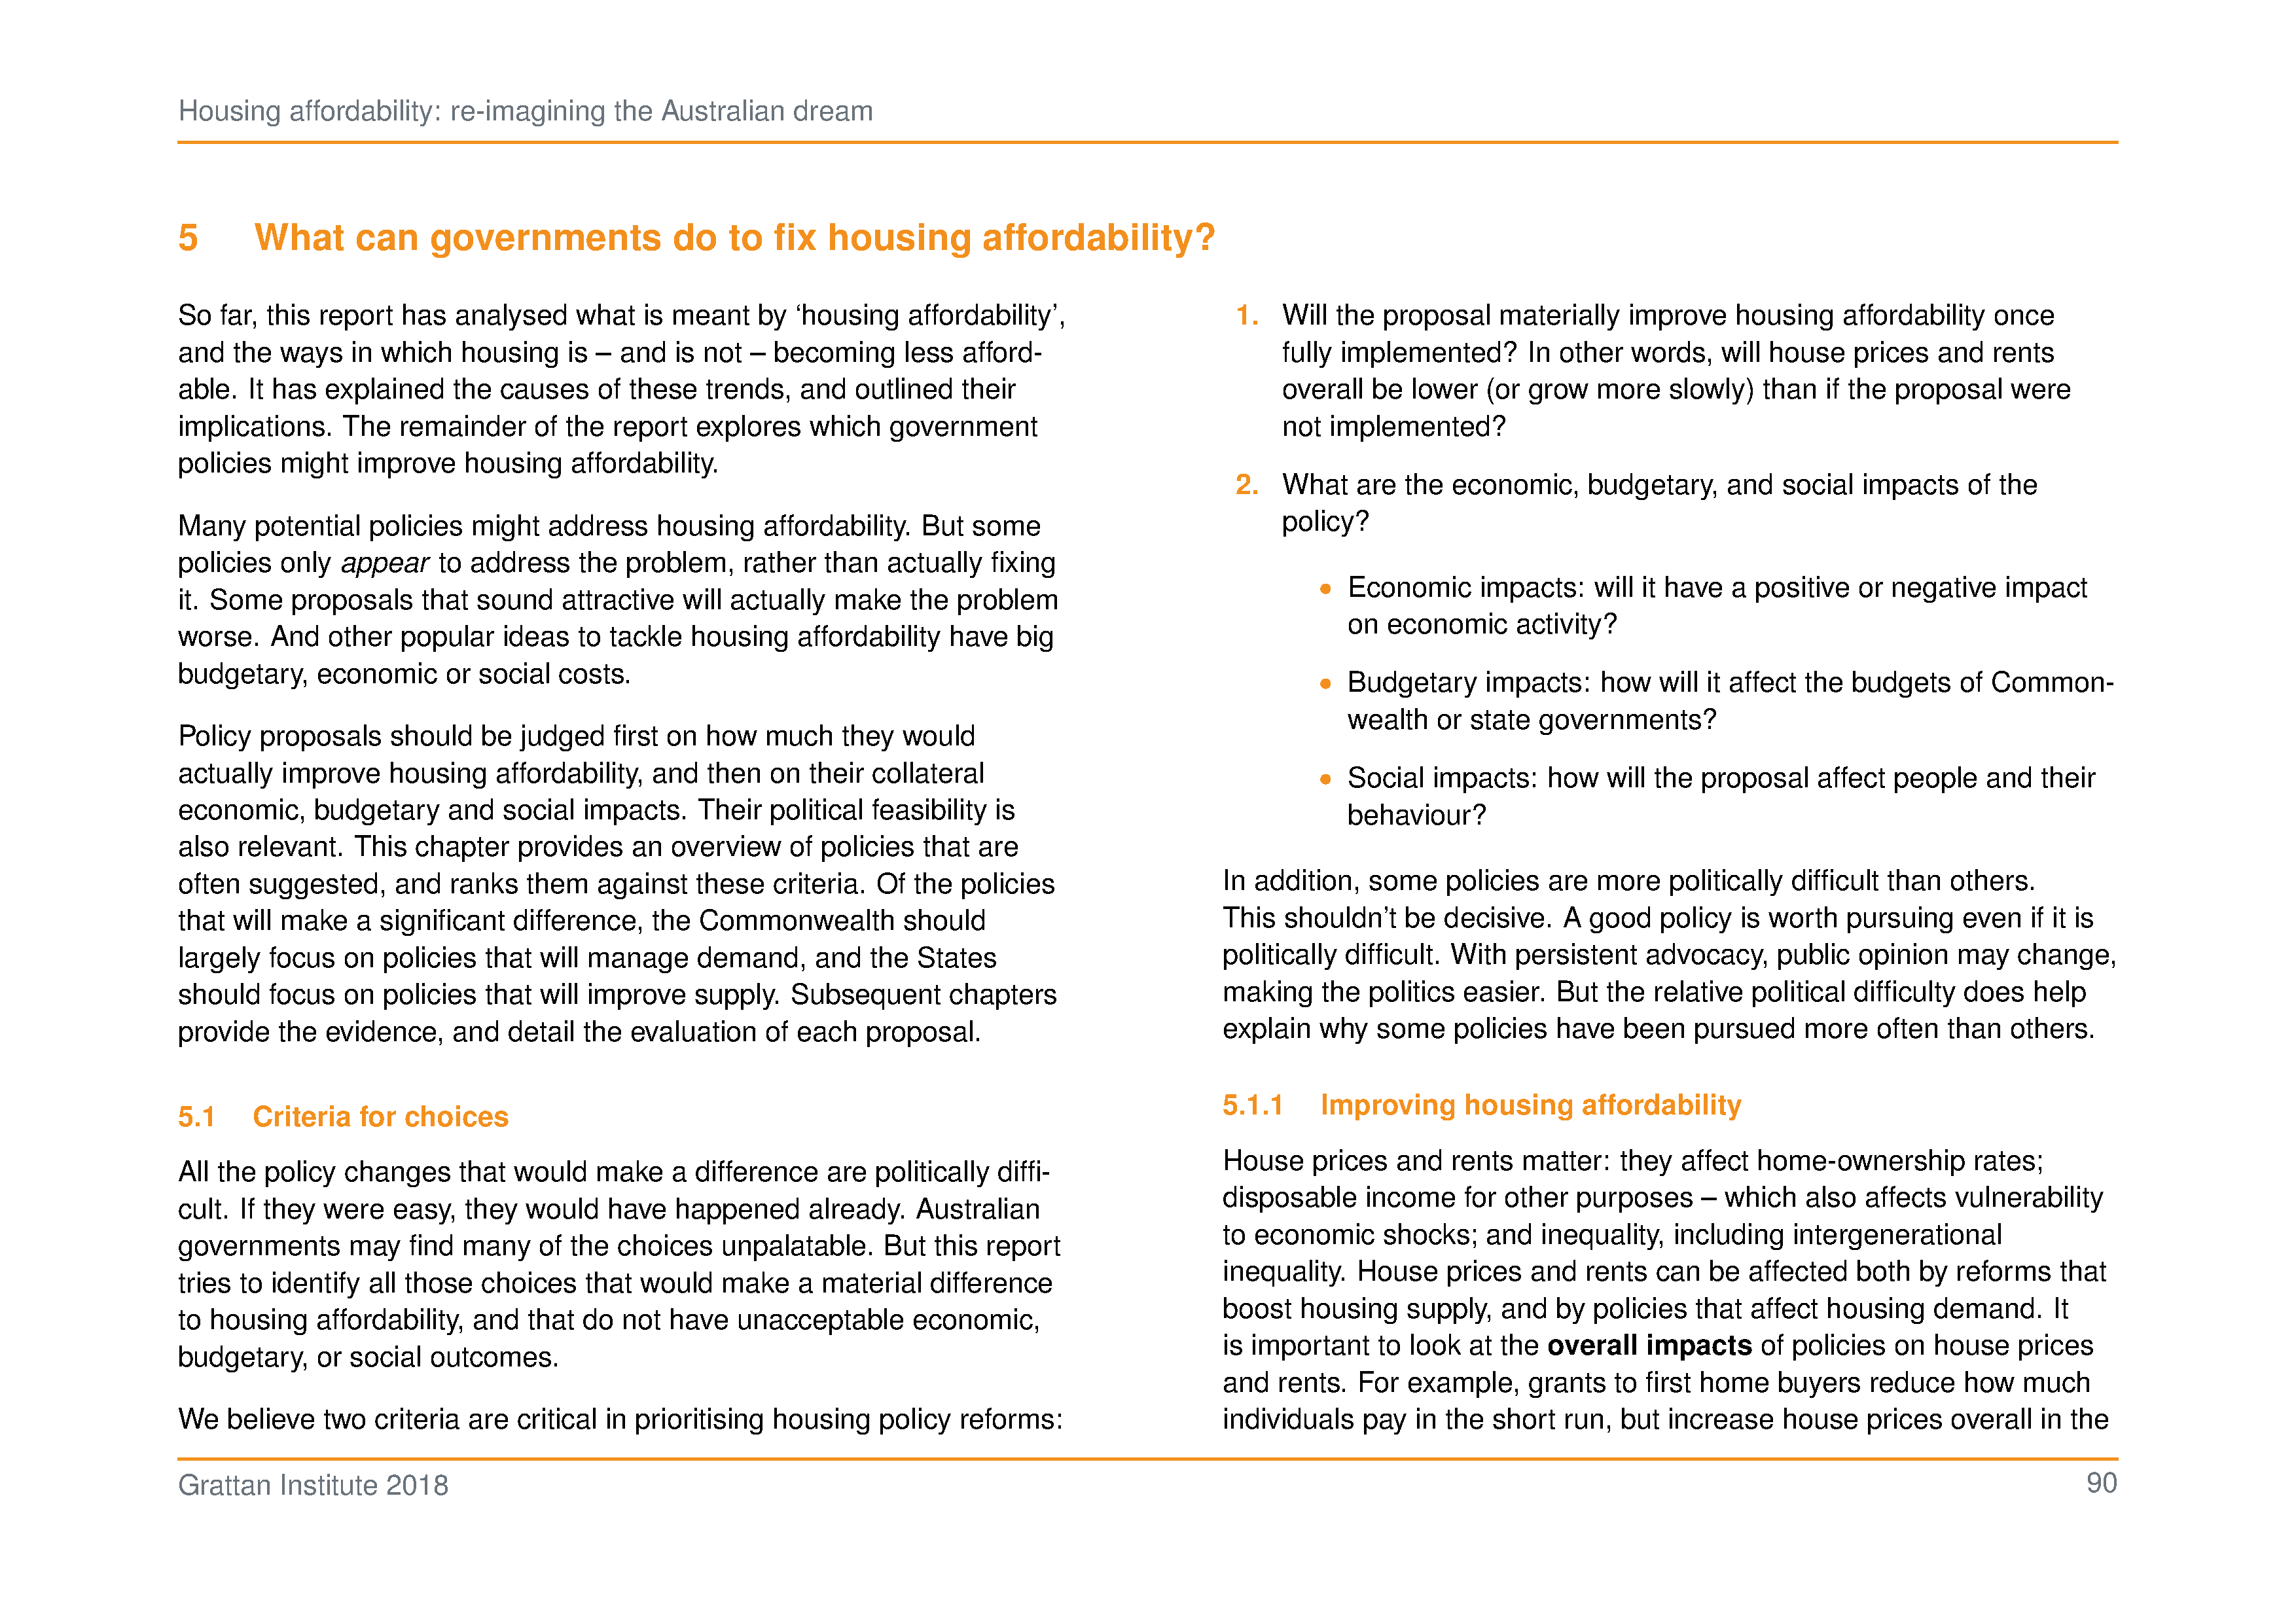 Housing affordability: re-imagining the Australian dream
5 What can governments do to fix housing affordability?
So far, this report has analysed what is meant by ‘housing affordability’,
and the ways in which housing is – and is not – becoming less afford-
able. It has explained the causes of these trends, and outlined their
implications. The remainder of the report explores which government
policies might improve housing affordability.
Many potential policies might address housing affordability. But some
policies only appear to address the problem, rather than actually fixing
it. Some proposals that sound attractive will actually make the problem
worse. And other popular ideas to tackle housing affordability have big
budgetary, economic or social costs.
Policy proposals should be judged first on how much they would
actually improve housing affordability, and then on their collateral
economic, budgetary and social impacts. Their political feasibility is
also relevant. This chapter provides an overview of policies that are
often suggested, and ranks them against these criteria. Of the policies
that will make a significant difference, the Commonwealth should
largely focus on policies that will manage demand, and the States
should focus on policies that will improve supply. Subsequent chapters
provide the evidence, and detail the evaluation of each proposal.
5.1 Criteria for choices
All the policy changes that would make a difference are politically diffi-
cult. If they were easy, they would have happened already. Australian
governments may find many of the choices unpalatable. But this report
tries to identify all those choices that would make a material difference
to housing affordability, and that do not have unacceptable economic,
budgetary, or social outcomes.
We believe two criteria are critical in prioritising housing policy reforms:
1. Will the proposal materially improve housing affordability once
fully implemented? In other words, will house prices and rents
overall be lower (or grow more slowly) than if the proposal were
not implemented?
2. What are the economic, budgetary, and social impacts of the
policy?
• Economic impacts: will it have a positive or negative impact
on economic activity?
• Budgetary impacts: how will it affect the budgets of Common-
wealth or state governments?
• Social impacts: how will the proposal affect people and their
behaviour?
In addition, some policies are more politically difficult than others.
This shouldn’t be decisive. A good policy is worth pursuing even if it is
politically difficult. With persistent advocacy, public opinion may change,
making the politics easier. But the relative political difficulty does help
explain why some policies have been pursued more often than others.
5.1.1 Improving housing affordability
House prices and rents matter: they affect home-ownership rates;
disposable income for other purposes – which also affects vulnerability
to economic shocks; and inequality, including intergenerational
inequality. House prices and rents can be affected both by reforms that
boost housing supply, and by policies that affect housing demand. It
is important to look at the overall impacts of policies on house prices
and rents. For example, grants to first home buyers reduce how much
individuals pay in the short run, but increase house prices overall in the
Grattan Institute 2018
90